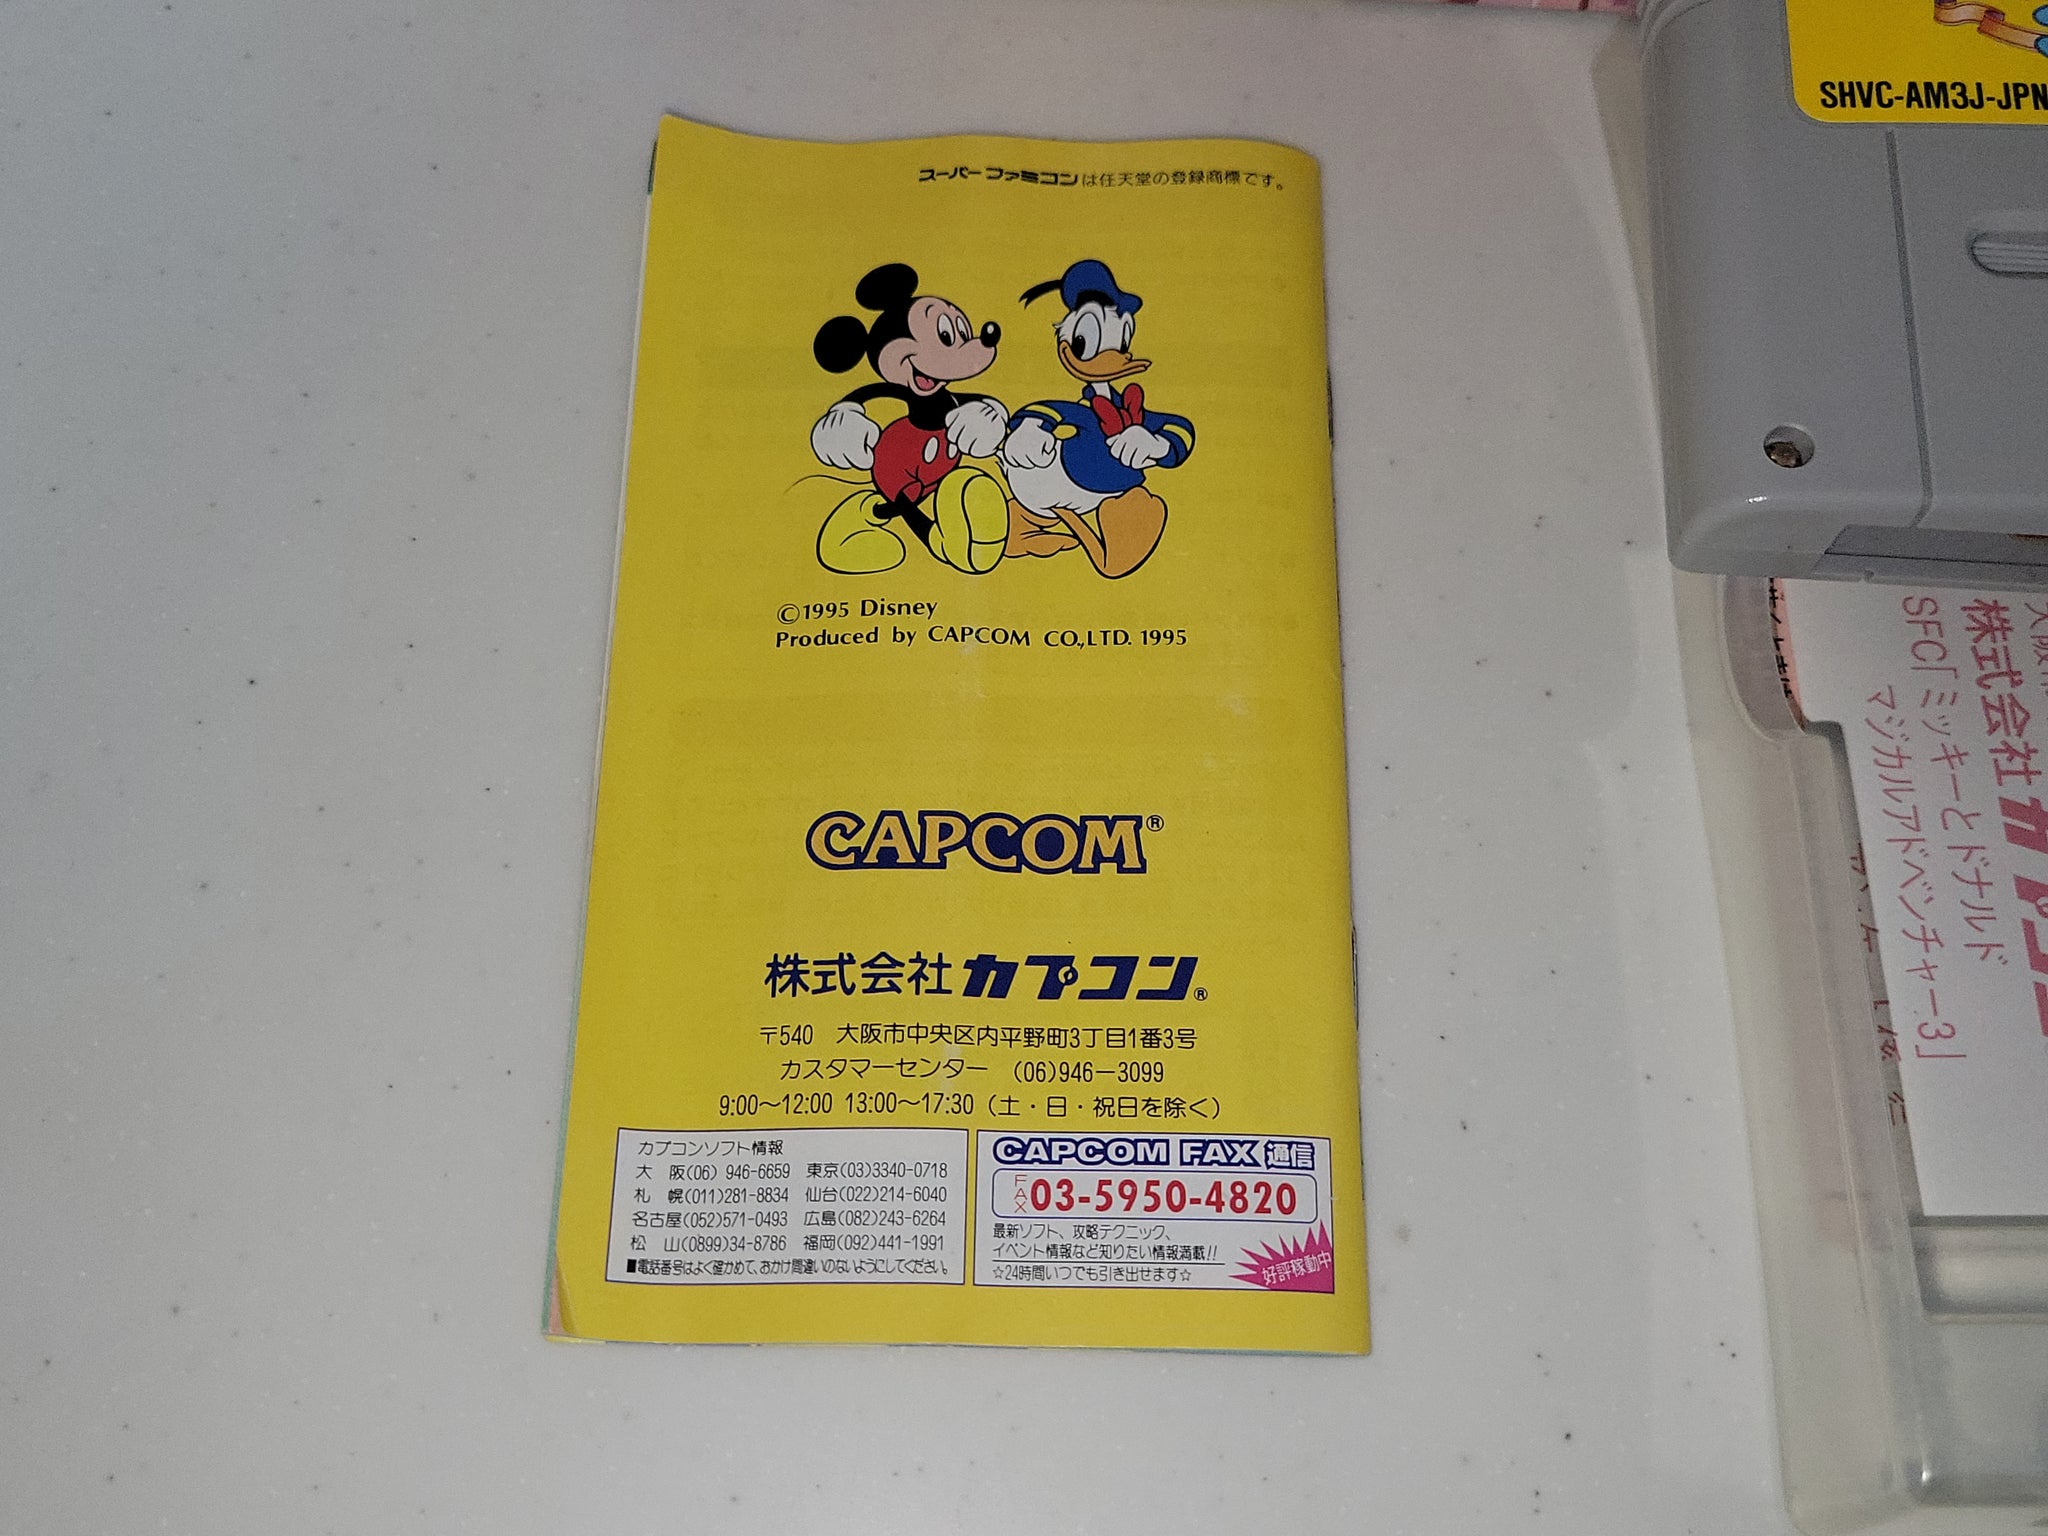 スーパーファミコンは任天堂の登録商標です。
©1995 Disney
Produced by CAPCOM CO.,LTD. 1995
CAPCOM®
株式会社カプコン®
〒540 大阪市中央区内平野町3丁目1番3号
カスタマーセンター (06)946-3099
9:00～12:00 13:00～17:30 (土・日・祝日を除く)
カプコンソフト情報
大 阪(06) 946-6659 東京(03)3340-0718
札 幌(011)281-8834 仙台(022)214-6040
名古屋(052)571-0493 広島(082)243-6264
松 山(0899)34-8786 福岡(092)441-1991
■電話番号はよく確かめて、おかけ間違いのないようにしてください。
CAPCOM FAX 通信
FAX 03-5950-4820
最新ソフト、攻略テクニック、
イベント情報など知りたい情報満載!!
☆24時間いつでも引き出せます☆
好評稼動中
SHVC-AM3J-JPN
株式会社カプコン
SFC「ミッキーとドナルド
マジカルアドベンチャー3」